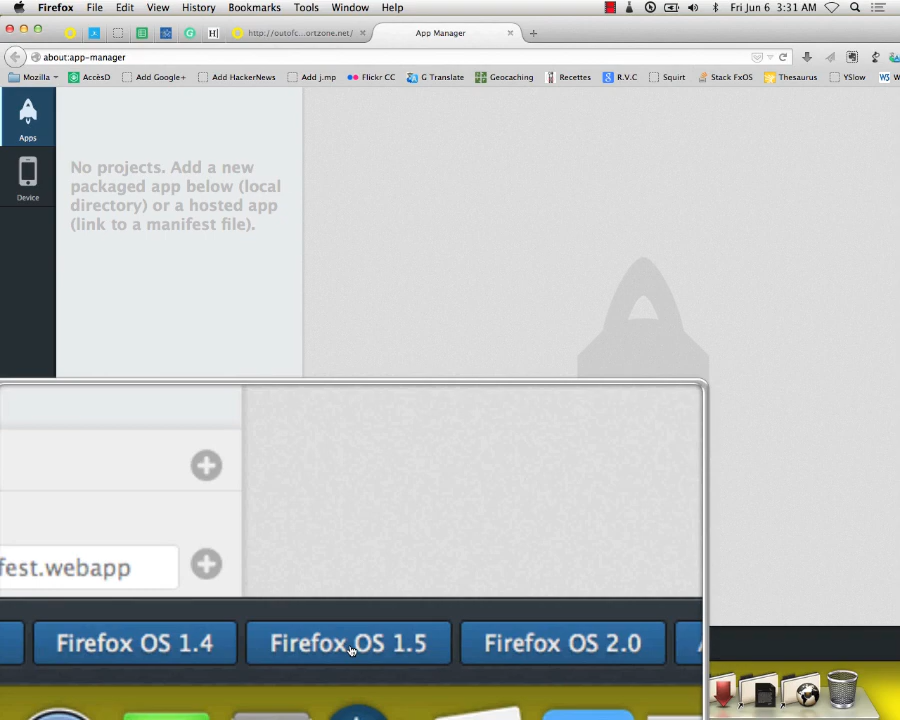 Firefox File Edit View History Bookmarks Tools Window Help Fri Jun 6 3:31 AM
H http://outofc...ortzone.net/ App Manager
about:app-manager
Mozilla AccèsD Add Google+ Add HackerNews Add j.mp Flickr CC G Translate Geocaching Recettes R.V.C Squirt Stack FxOS Thesaurus YSlow W3
Apps
Device
No projects. Add a new
packaged app below (local
directory) or a hosted app
(link to a manifest file).
fest.webapp
Firefox OS 1.4 Firefox OS 1.5 Firefox OS 2.0